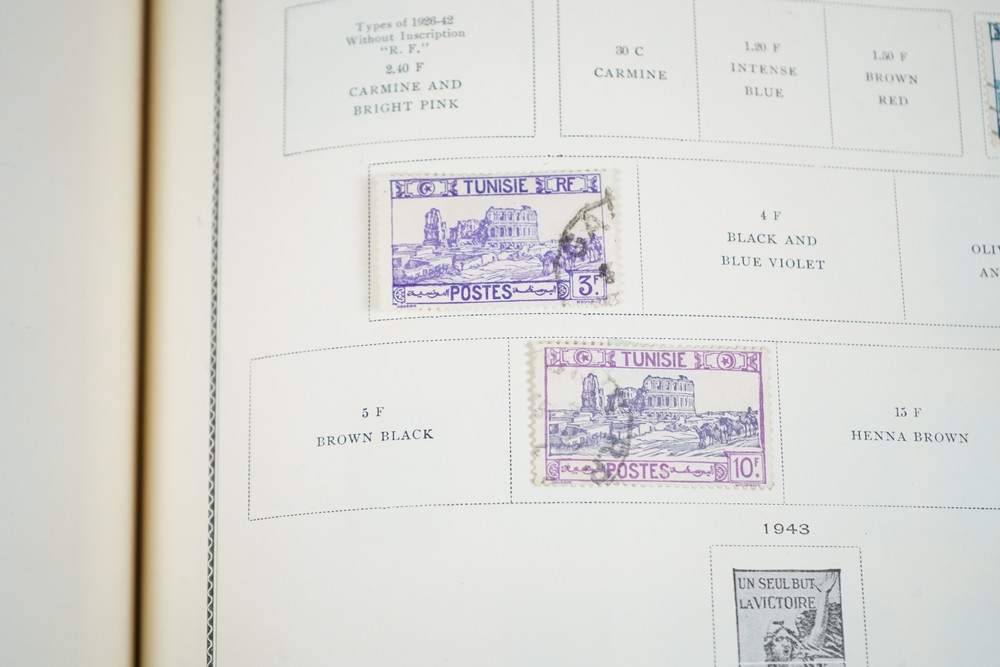 Types of 1926-42
Without Inscription
"R. F."
2.40 F
CARMINE AND
BRIGHT PINK
30 C
CARMINE
1.20 F
INTENSE
BLUE
1.50 F
BROWN
RED
TUNISIE RF
POSTES 3F.
4 F
BLACK AND
BLUE VIOLET
5 F
BROWN BLACK
TUNISIE
POSTES 10F.
15 F
HENNA BROWN
1943
UN SEUL BUT
LA VICTOIRE